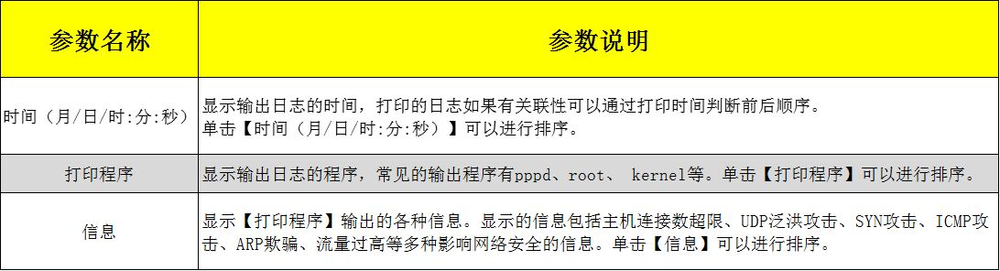 参数名称 参数说明
时间（月/日/时:分:秒） 显示输出日志的时间，打印的日志如果有关联性可以通过打印时间判断前后顺序。
单击【时间（月/日/时:分:秒）】可以进行排序。
打印程序 显示输出日志的程序，常见的输出程序有pppd、root、 kernel等。单击【打印程序】可以进行排序。
信息 显示【打印程序】输出的各种信息。显示的信息包括主机连接数超限、UDP泛洪攻击、SYN攻击、ICMP攻
击、ARP欺骗、流量过高等多种影响网络安全的信息。单击【信息】可以进行排序。